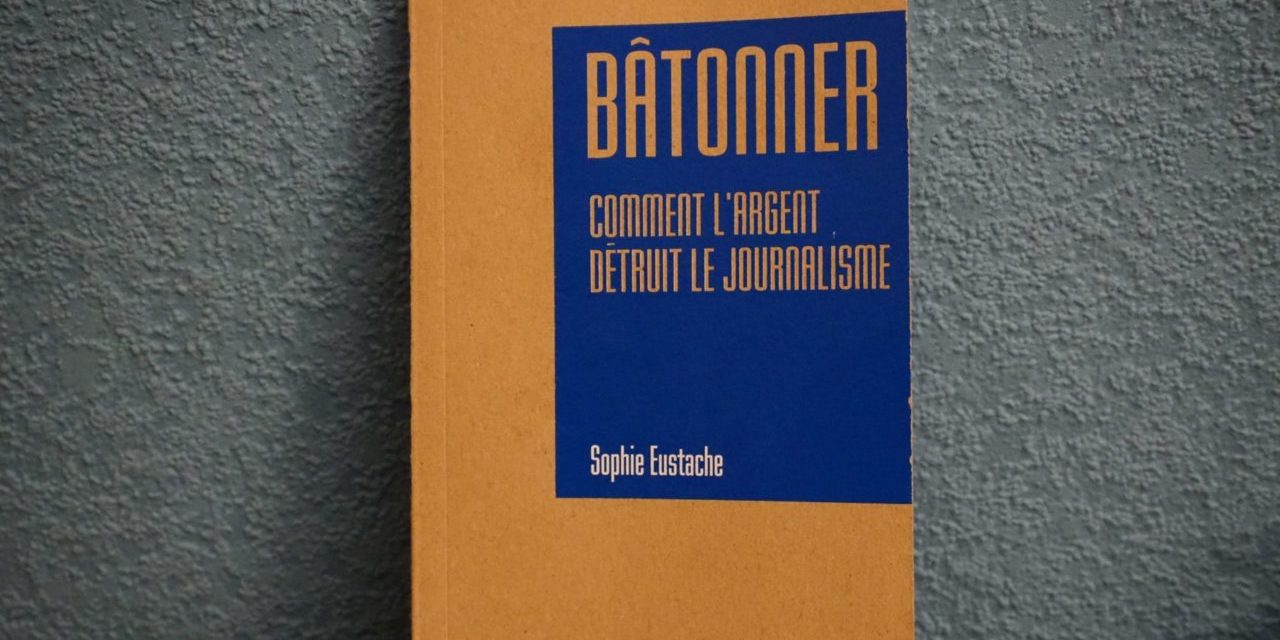 BÂTONNER
COMMENT L'ARGENT
DÉTRUIT LE JOURNALISME
Sophie Eustache